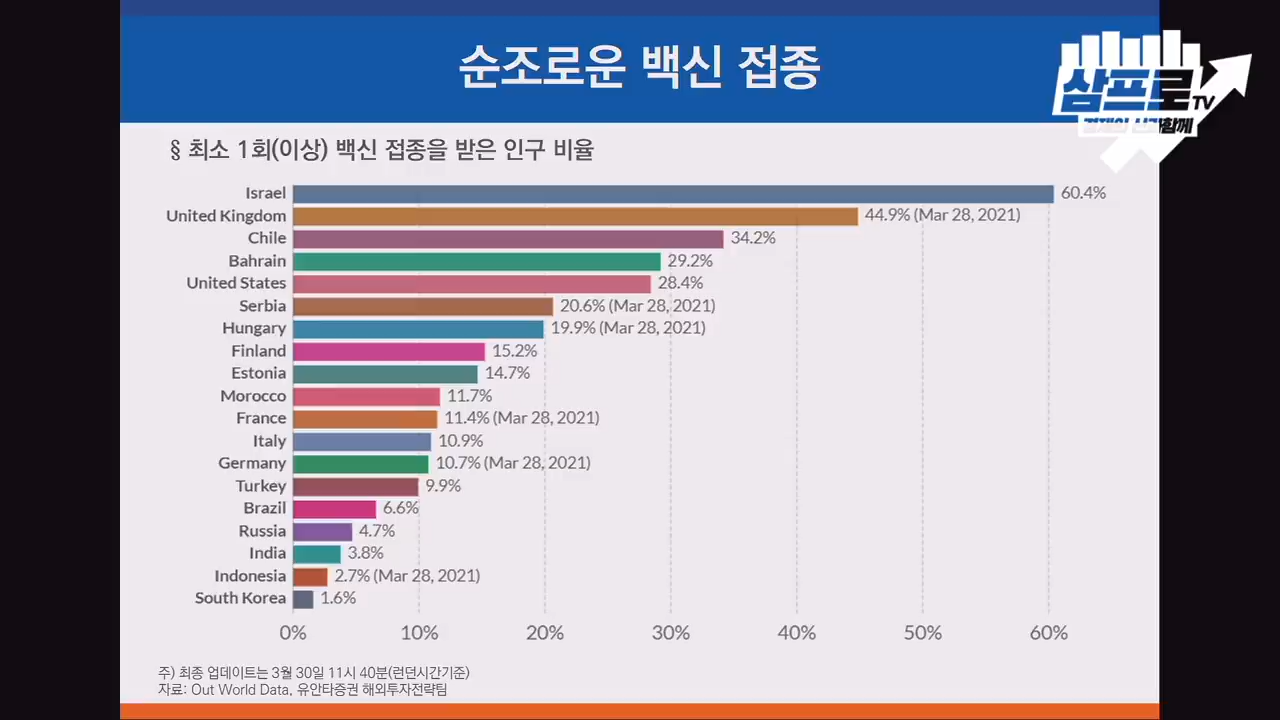 순조로운 백신 접종
삼프로TV
경제의 신과함께
§ 최소 1회(이상) 백신 접종을 받은 인구 비율
Israel 60.4%
United Kingdom 44.9% (Mar 28, 2021)
Chile 34.2%
Bahrain 29.2%
United States 28.4%
Serbia 20.6% (Mar 28, 2021)
Hungary 19.9% (Mar 28, 2021)
Finland 15.2%
Estonia 14.7%
Morocco 11.7%
France 11.4% (Mar 28, 2021)
Italy 10.9%
Germany 10.7% (Mar 28, 2021)
Turkey 9.9%
Brazil 6.6%
Russia 4.7%
India 3.8%
Indonesia 2.7% (Mar 28, 2021)
South Korea 1.6%
0% 10% 20% 30% 40% 50% 60%
주) 최종 업데이트는 3월 30일 11시 40분(런던시간기준)
자료: Out World Data, 유안타증권 해외투자전략팀